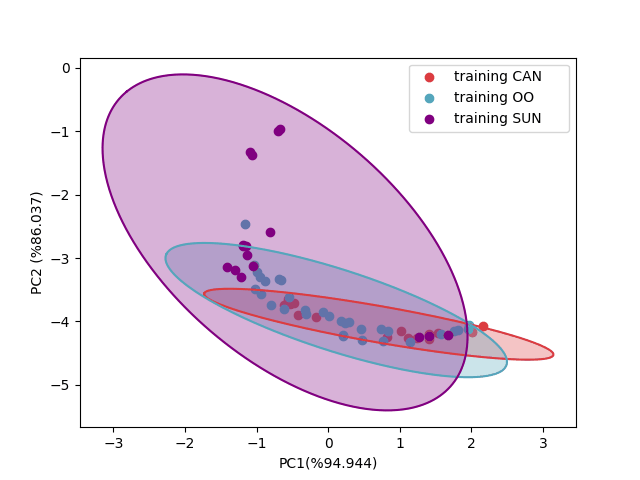 training CAN
training OO
training SUN
0
−1
−2
−3
−4
−5
PC2 (%86.037)
−3
−2
−1
0
1
2
3
PC1(%94.944)